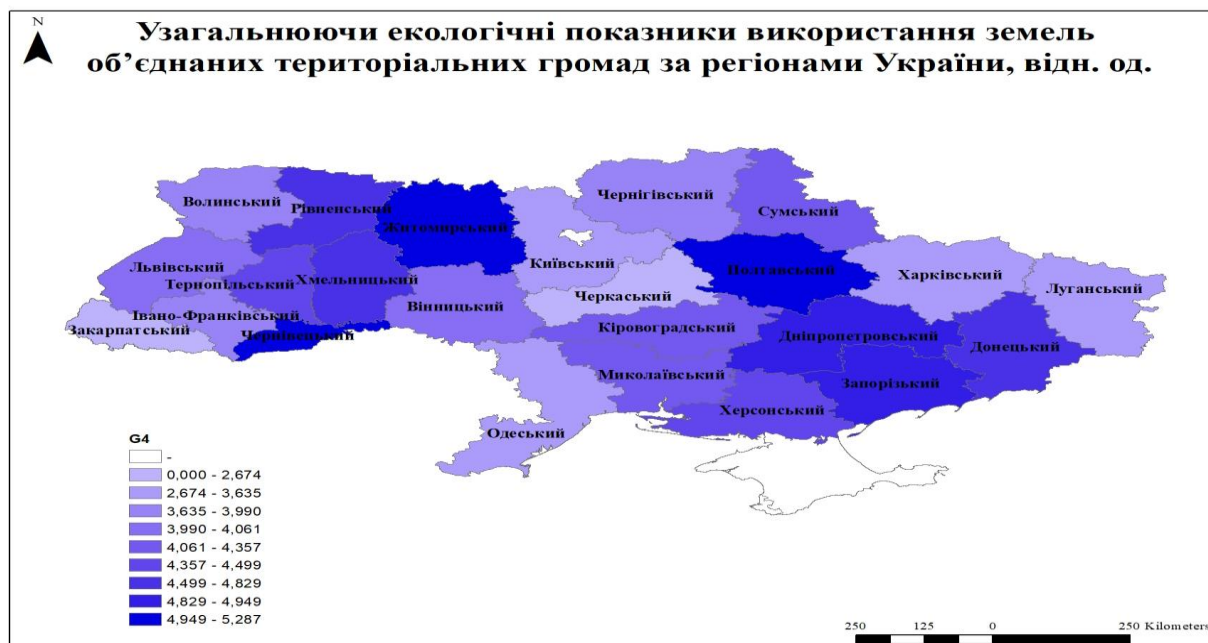 N
Узагальнюючи екологічні показники використання земель
об’єднаних територіальних громад за регіонами України, відн. од.
Волинський
Рівненський
Житомирський
Чернігівський
Сумський
Львівський
Тернопільський
Хмельницький
Київський
Полтавський
Харківський
Луганський
Івано-Франківський
Закарпатський
Чернівецький
Вінницький
Черкаський
Кіровоградський
Дніпропетровський
Донецький
Миколаївський
Запорізький
Херсонський
Одеський
G4
-
0,000 - 2,674
2,674 - 3,635
3,635 - 3,990
3,990 - 4,061
4,061 - 4,357
4,357 - 4,499
4,499 - 4,829
4,829 - 4,949
4,949 - 5,287
250 125 0 250 Kilometers